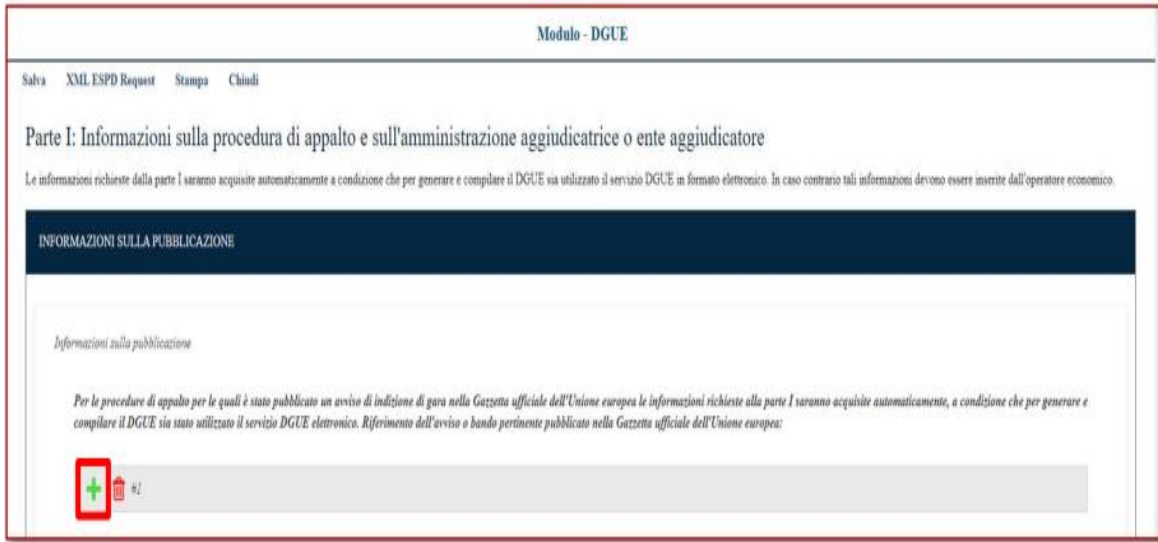 Modulo - DGUE
Salva XML ESPD Request Stampa Chiudi
Parte I: Informazioni sulla procedura di appalto e sull'amministrazione aggiudicatrice o ente aggiudicatore
Le informazioni richieste dalla parte I saranno acquisite automaticamente a condizione che per generare e compilare il DGUE sia utilizzato il servizio DGUE in formato elettronico. In caso contrario tali informazioni devono essere inserite dall'operatore economico.
INFORMAZIONI SULLA PUBBLICAZIONE
Informazioni sulla pubblicazione
Per le procedure di appalto per le quali è stato pubblicato un avviso di indizione di gara nella Gazzetta ufficiale dell'Unione europea le informazioni richieste alla parte I saranno acquisite automaticamente, a condizione che per generare e
compilare il DGUE sia stato utilizzato il servizio DGUE elettronico. Riferimento dell'avviso o bando pertinente pubblicato nella Gazzetta ufficiale dell'Unione europea:
#1